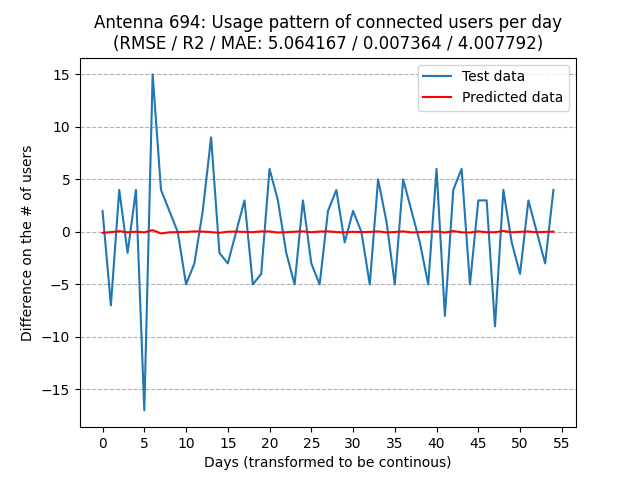 Antenna 694: Usage pattern of connected users per day
(RMSE / R2 / MAE: 5.064167 / 0.007364 / 4.007792)
Test data
Predicted data
Difference on the # of users
15
10
5
0
−5
−10
−15
0 5 10 15 20 25 30 35 40 45 50 55
Days (transformed to be continous)